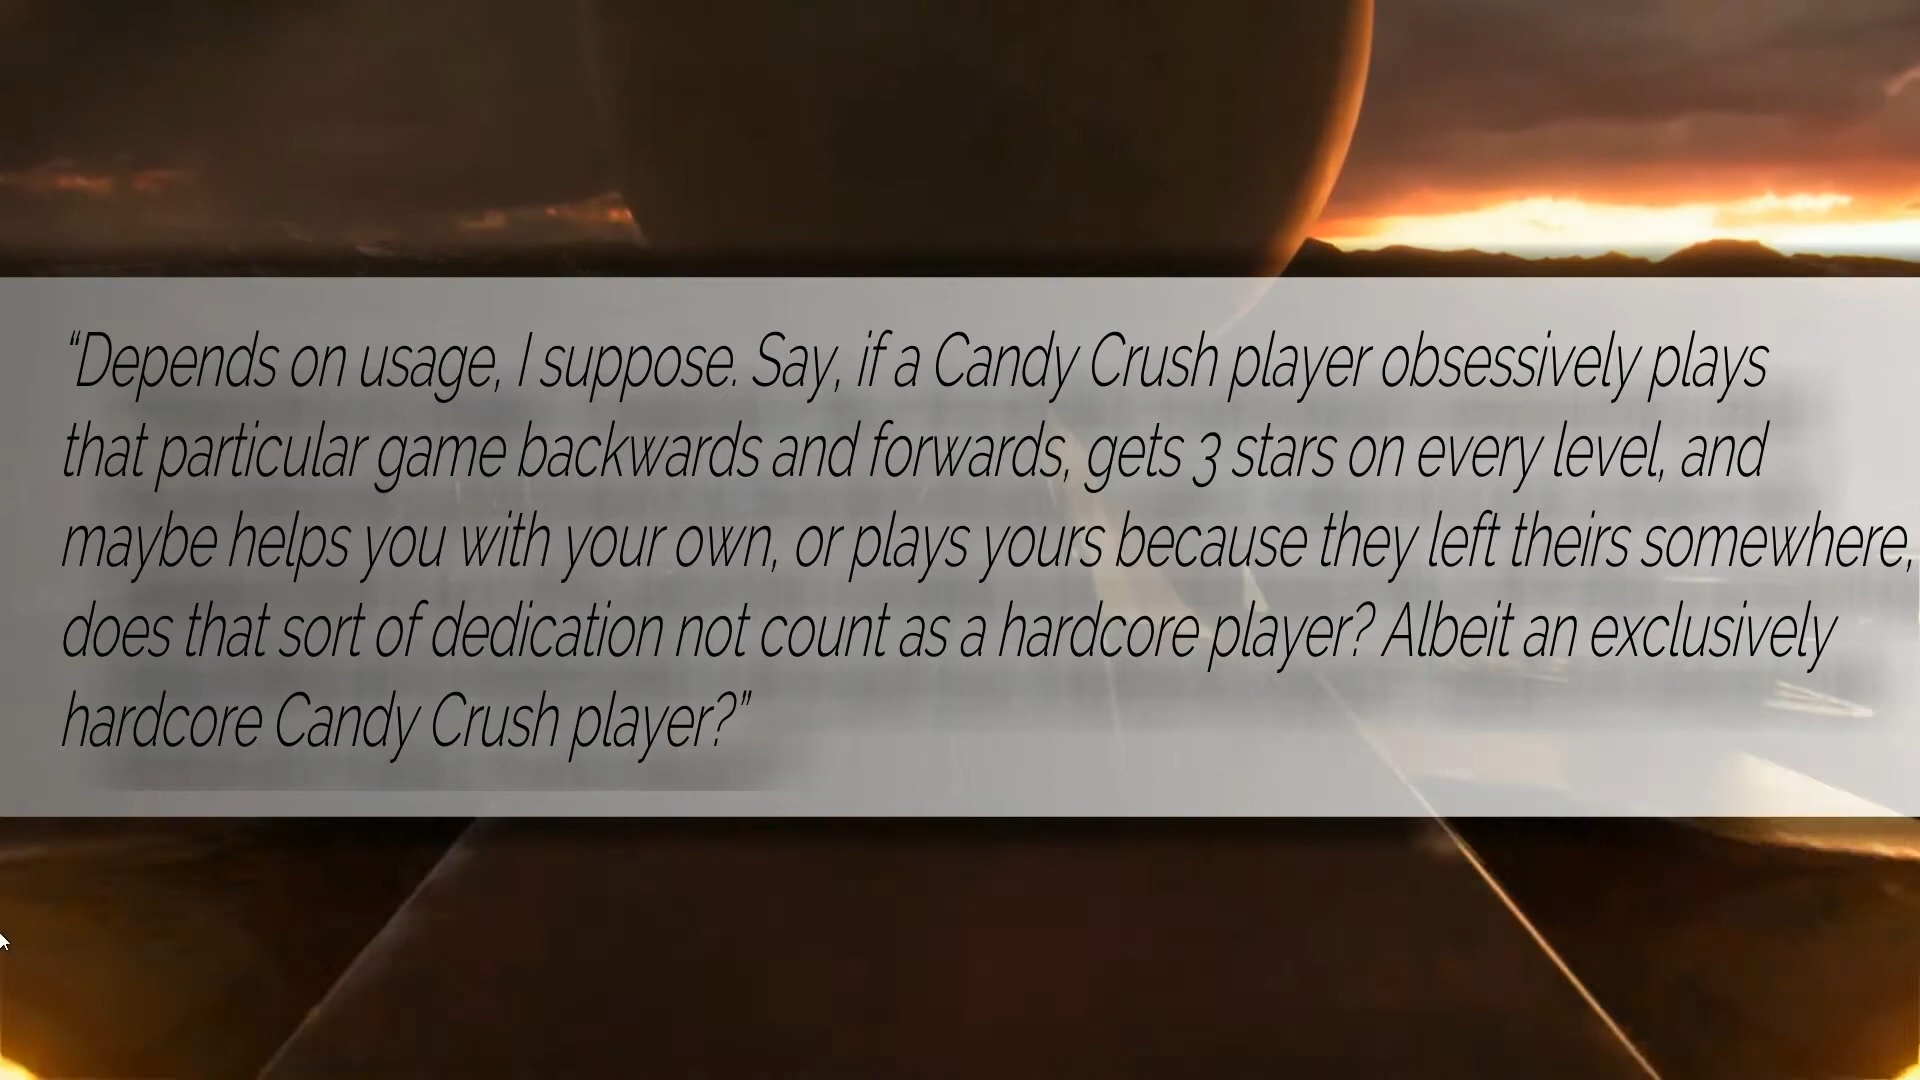 “Depends on usage, I suppose. Say, if a Candy Crush player obsessively plays
that particular game backwards and forwards, gets 3 stars on every level, and
maybe helps you with your own, or plays yours because they left theirs somewhere,
does that sort of dedication not count as a hardcore player? Albeit an exclusively
hardcore Candy Crush player?”